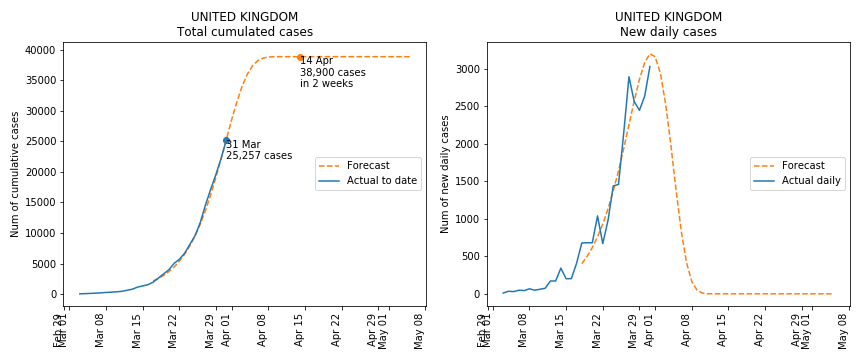 UNITED KINGDOM
Total cumulated cases
Num of cumulative cases
40000
35000
30000
25000
20000
15000
10000
5000
0
14 Apr
38,900 cases
in 2 weeks
31 Mar
25,257 cases
Forecast
Actual to date
Feb 29
Mar 01
Mar 08
Mar 15
Mar 22
Mar 29
Apr 01
Apr 08
Apr 15
Apr 22
Apr 29
May 01
May 08
UNITED KINGDOM
New daily cases
Num of new daily cases
3000
2500
2000
1500
1000
500
0
Forecast
Actual daily
Feb 29
Mar 01
Mar 08
Mar 15
Mar 22
Mar 29
Apr 01
Apr 08
Apr 15
Apr 22
Apr 29
May 01
May 08